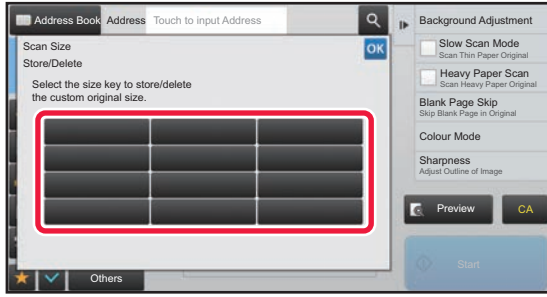 Address Book Address Touch to input Address
Scan Size
OK
Store/Delete
Select the size key to store/delete
the custom original size.
Others
Background Adjustment
Slow Scan Mode
Scan Thin Paper Original
Heavy Paper Scan
Scan Heavy Paper Original
Blank Page Skip
Skip Blank Page in Original
Colour Mode
Sharpness
Adjust Outline of Image
Preview
CA
Start